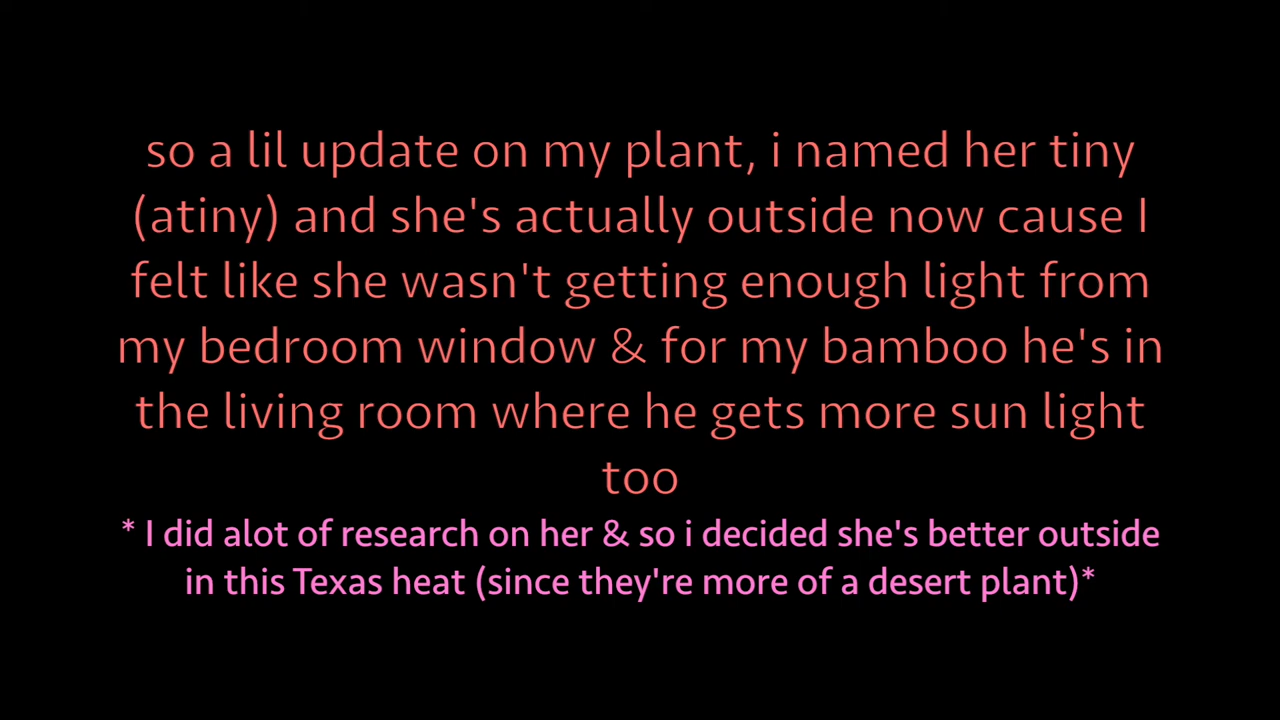 so a lil update on my plant, i named her tiny
(atiny) and she's actually outside now cause I
felt like she wasn't getting enough light from
my bedroom window & for my bamboo he's in
the living room where he gets more sun light
too
* I did alot of research on her & so i decided she's better outside
in this Texas heat (since they're more of a desert plant)*